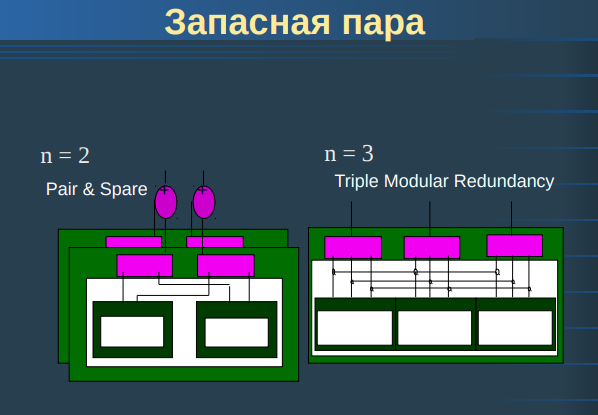 Запасная пара
n = 2
Pair & Spare
+ +
n = 3
Triple Modular Redundancy